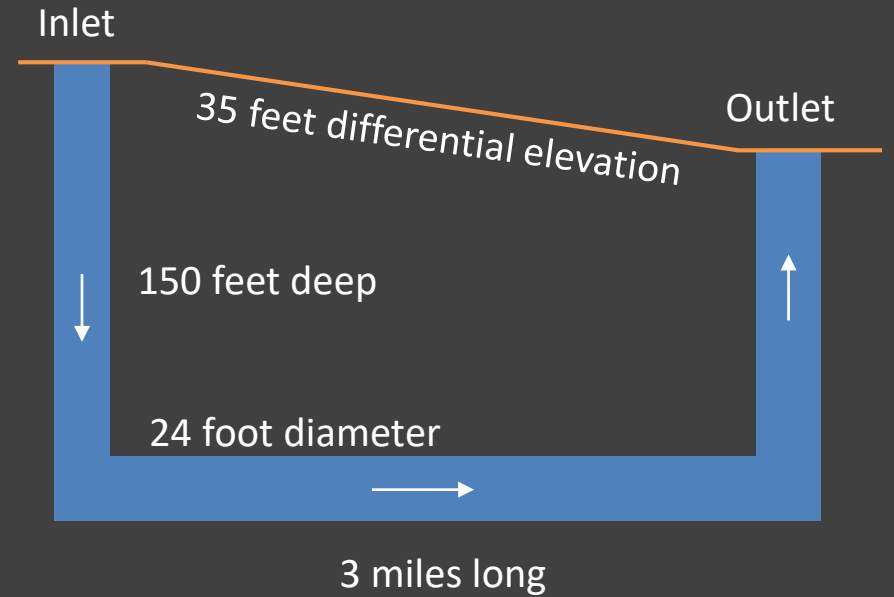 Inlet
35 feet differential elevation
Outlet
150 feet deep
24 foot diameter
3 miles long